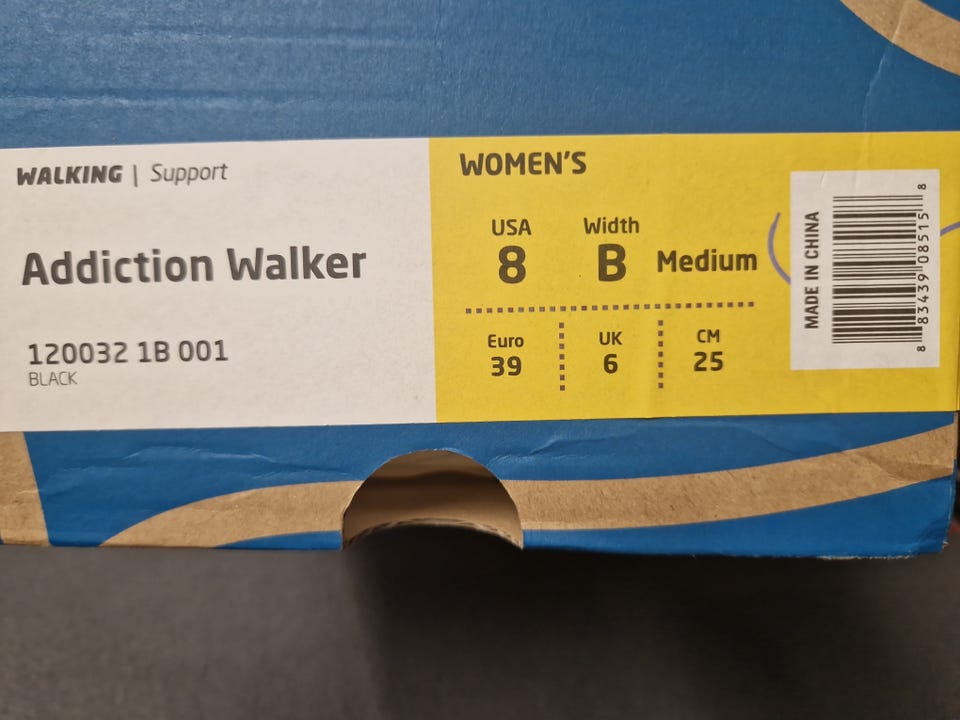 WALKING | Support
Addiction Walker
120032 1B 001
BLACK
WOMEN'S
USA Width
8 B Medium
Euro UK CM
39 6 25
MADE IN CHINA
8 83439 08515 8